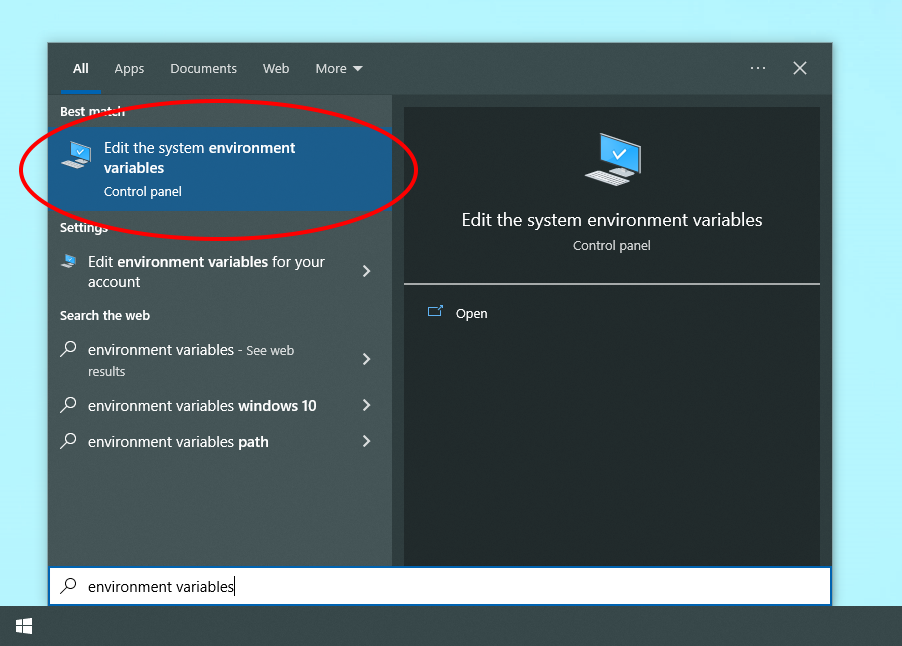 All Apps Documents Web More
Best match
Edit the system environment
variables
Control panel
Settings
Edit environment variables for your
account
Search the web
environment variables - See web
results
environment variables windows 10
environment variables path
Edit the system environment variables
Control panel
Open
environment variables